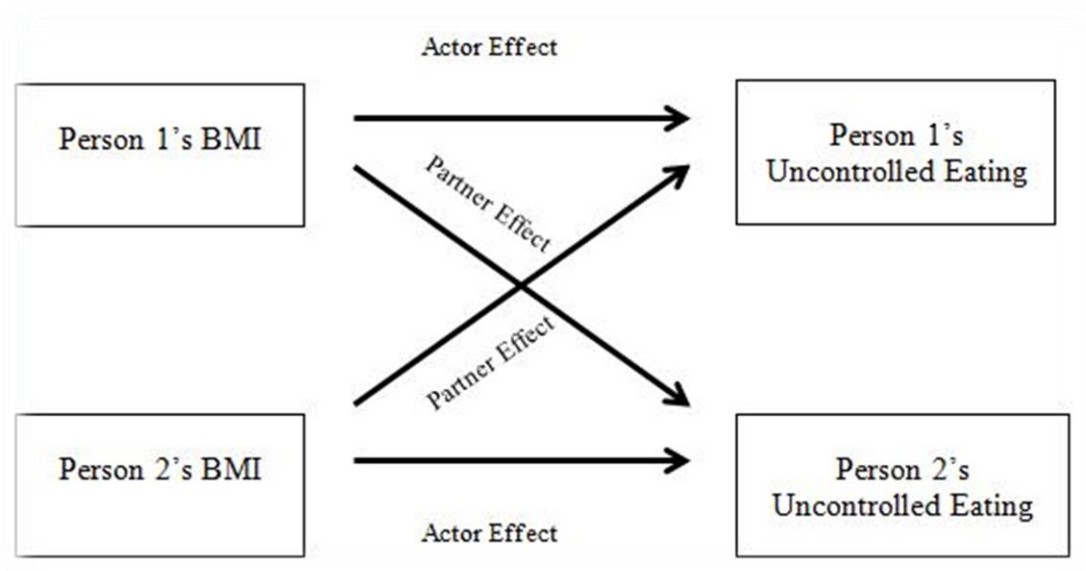 Actor Effect
Person 1's BMI
Person 1's
Uncontrolled Eating
Partner Effect
Partner Effect
Person 2's BMI
Person 2's
Uncontrolled Eating
Actor Effect